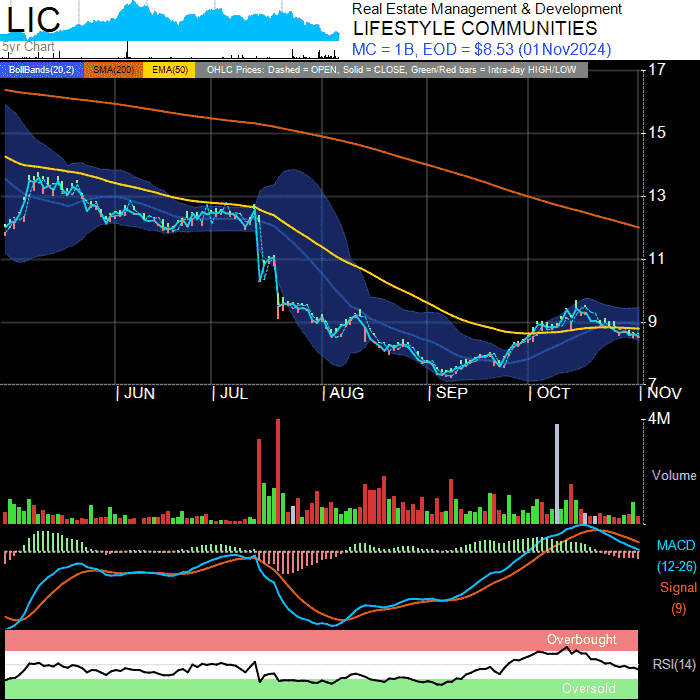 LIC
5yr Chart
Real Estate Management & Development
LIFESTYLE COMMUNITIES
MC = 1B, EOD = $8.53 (01Nov2024)
BollBands(20,2) SMA(200) EMA(50) OHLC Prices: Dashed = OPEN, Solid = CLOSE, Green/Red bars = Intra-day HIGH/LOW
17
15
13
11
9
7
JUN JUL AUG SEP OCT NOV
4M
Volume
MACD
(12-26)
Signal
(9)
Overbought
RSI(14)
Oversold